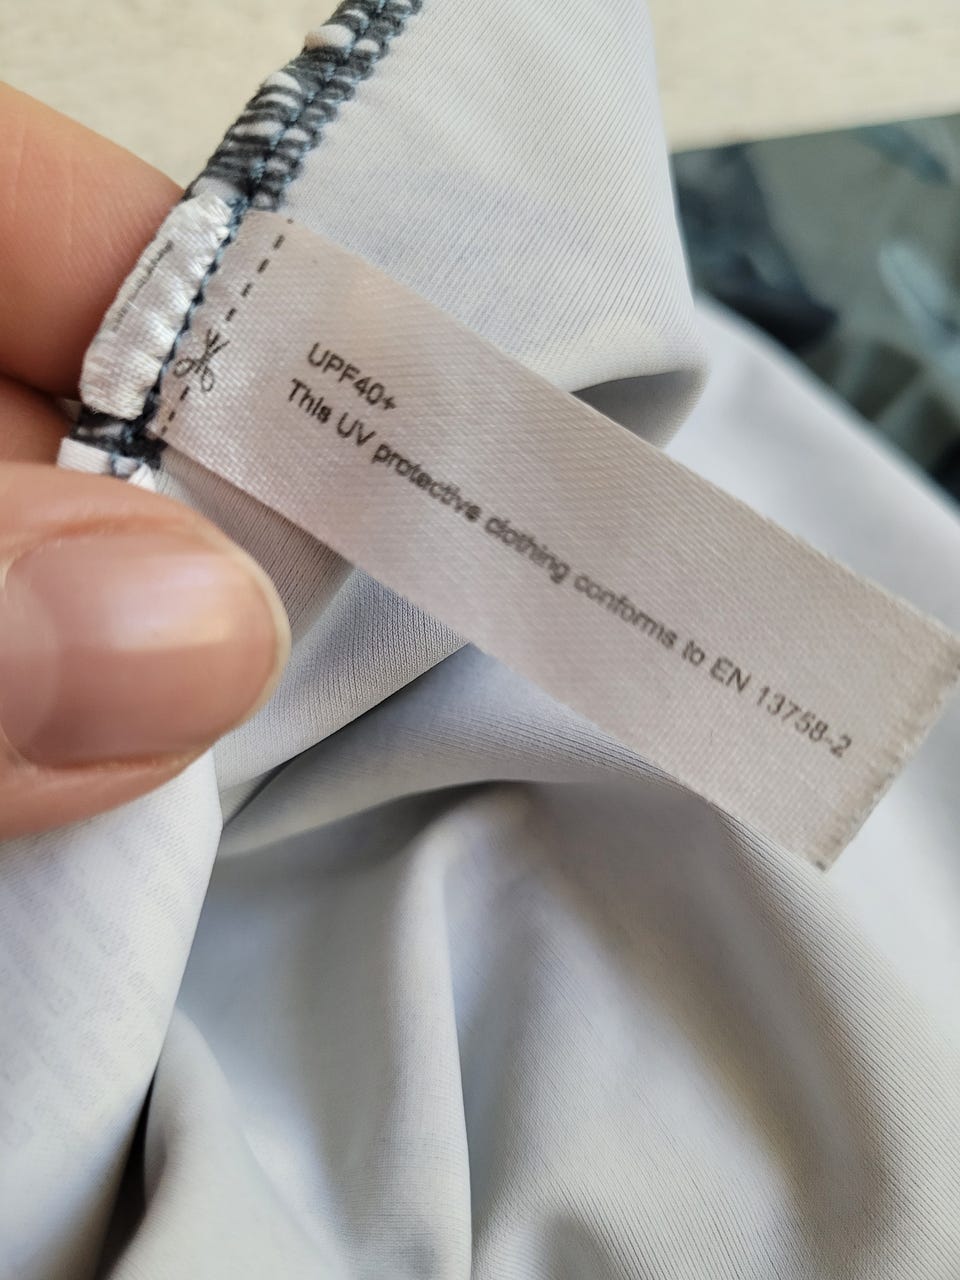 UPF40+
This UV protective clothing conforms to EN 13758-2